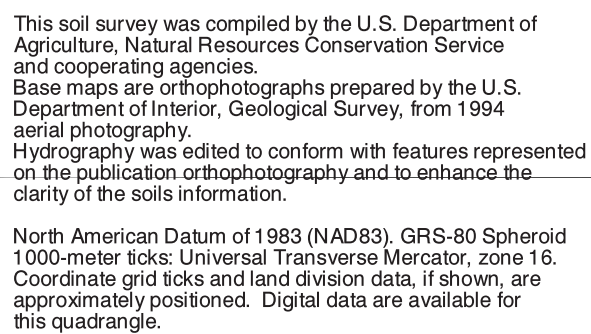 This soil survey was compiled by the U.S. Department of
Agriculture, Natural Resources Conservation Service
and cooperating agencies.
Base maps are orthophotographs prepared by the U.S.
Department of Interior, Geological Survey, from 1994
aerial photography.
Hydrography was edited to conform with features represented
on the publication orthophotography and to enhance the
clarity of the soils information.

North American Datum of 1983 (NAD83). GRS-80 Spheroid
1000-meter ticks: Universal Transverse Mercator, zone 16.
Coordinate grid ticks and land division data, if shown, are
approximately positioned.  Digital data are available for
this quadrangle.